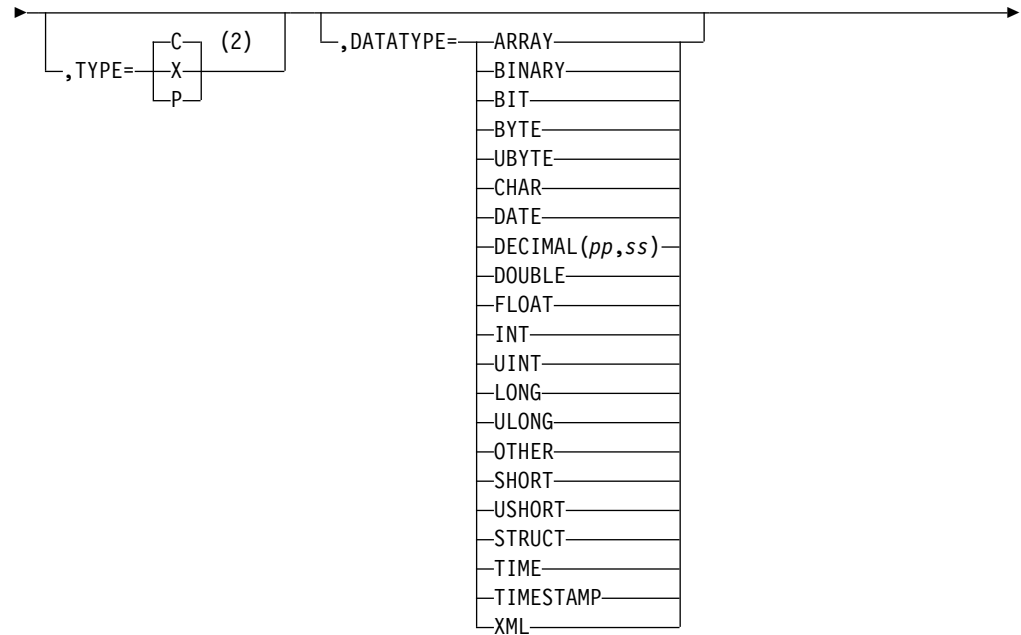 C (2) ,DATATYPE= ARRAY
,TYPE= X BINARY
P BIT
BYTE
UBYTE
CHAR
DATE
DECIMAL(pp,ss)
DOUBLE
FLOAT
INT
UINT
LONG
ULONG
OTHER
SHORT
USHORT
STRUCT
TIME
TIMESTAMP
XML